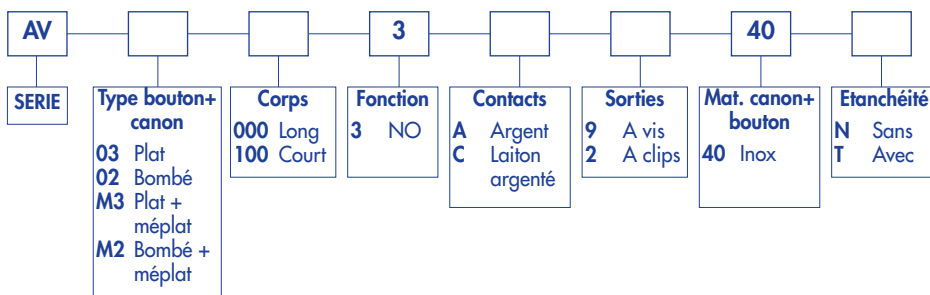 AV 3 40
SERIE
Type bouton+
canon
03 Plat
02 Bombé
M3 Plat +
méplat
M2 Bombé +
méplat
Corps
000 Long
100 Court
Fonction
3 NO
Contacts
A Argent
C Laiton
argenté
Sorties
9 A vis
2 A clips
Mat. canon+
bouton
40 Inox
Etanchéité
N Sans
T Avec